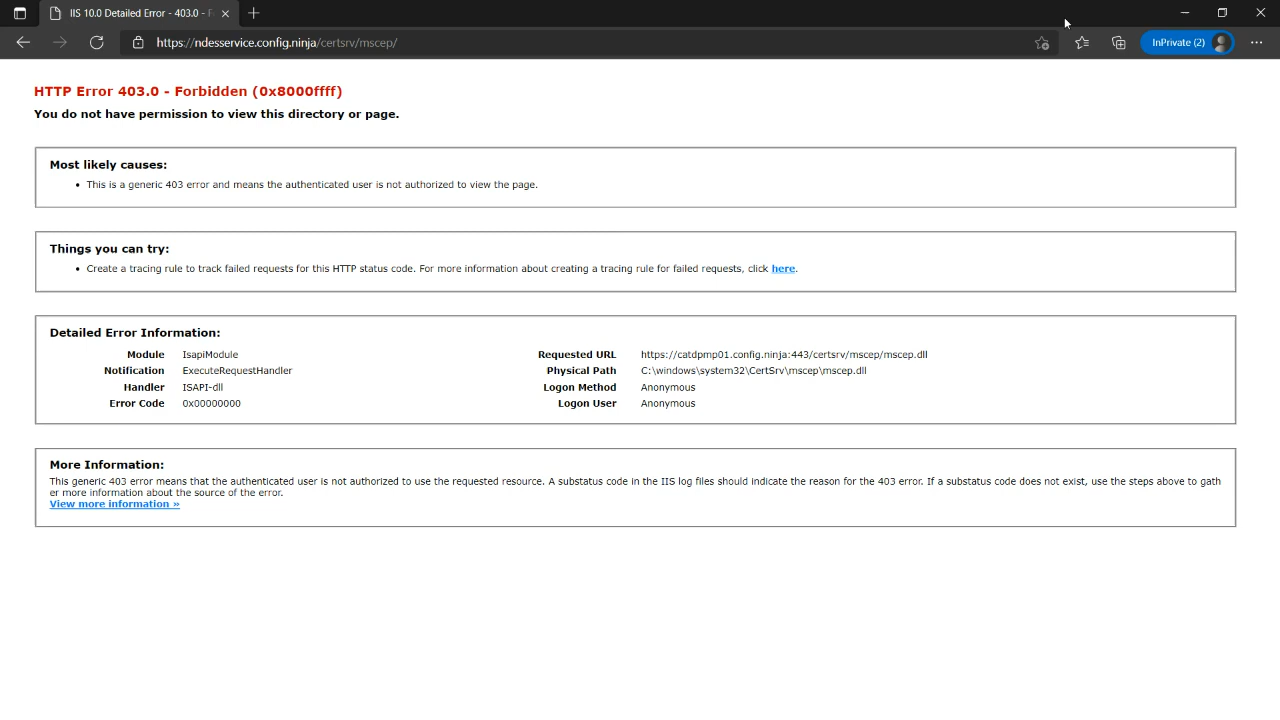 IIS 10.0 Detailed Error - 403.0 - F
https://ndesservice.config.ninja/certsrv/mscep/
InPrivate (2)
HTTP Error 403.0 - Forbidden (0x8000ffff)
You do not have permission to view this directory or page.
Most likely causes:
• This is a generic 403 error and means the authenticated user is not authorized to view the page.
Things you can try:
• Create a tracing rule to track failed requests for this HTTP status code. For more information about creating a tracing rule for failed requests, click here.
Detailed Error Information:
Module IsapiModule
Notification ExecuteRequestHandler
Handler ISAPI-dll
Error Code 0x00000000
Requested URL https://catdpmp01.config.ninja:443/certsrv/mscep/mscep.dll
Physical Path C:\windows\system32\CertSrv\mscep\mscep.dll
Logon Method Anonymous
Logon User Anonymous
More Information:
This generic 403 error means that the authenticated user is not authorized to use the requested resource. A substatus code in the IIS log files should indicate the reason for the 403 error. If a substatus code does not exist, use the steps above to gath
er more information about the source of the error.
View more information »